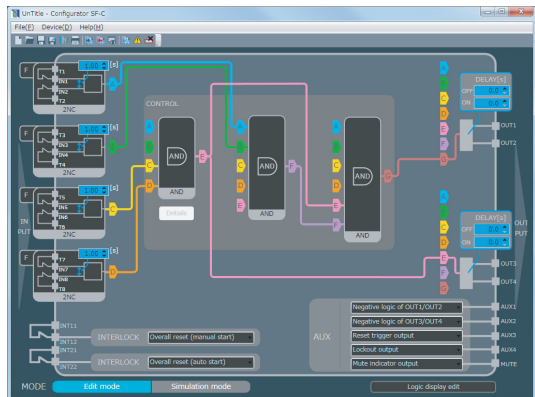 UnTitle - Configurator SF-C
File(F) Device(D) Help(H)
F
T1
IN1
IN2
T2
1.00 [s]
2NC
A
F
T3
IN3
IN4
T4
1.00 [s]
2NC
F
T5
IN5
IN6
T6
1.00 [s]
2NC
C
F
T7
IN7
IN8
T8
1.00 [s]
2NC
D
IN
PUT
CONTROL
A
B
C
D
AND
AND
Details
E
A
B
C
D
E
AND
AND
F
A
B
C
D
E
F
AND
AND
G
A
B
C
D
E
F
G
DELAY[s]
OFF 0.0
ON 0.0
OUT1
OUT2
A
B
C
D
E
F
G
DELAY[s]
OFF 0.0
ON 0.0
OUT3
OUT4
OUT
PUT
INT11
INT12
INTERLOCK Overall reset (manual start)
INT21
INT22
INTERLOCK Overall reset (auto start)
AUX
Negative logic of OUT1/OUT2 AUX1
Negative logic of OUT3/OUT4 AUX2
Reset trigger output AUX3
Lockout output AUX4
Mute indicator output MUTE
MODE Edit mode Simulation mode Logic display edit